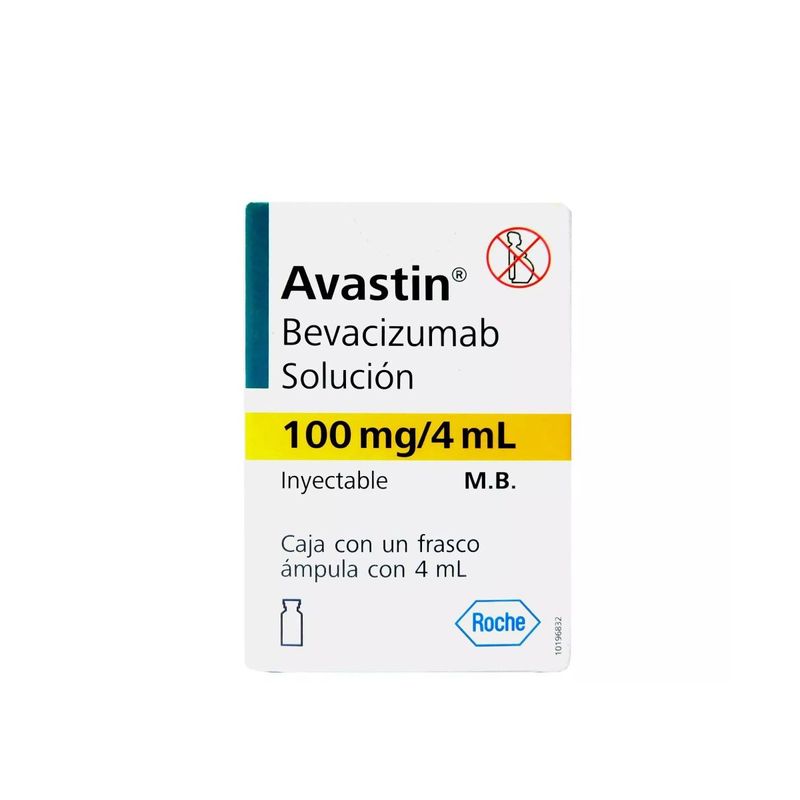 Avastin®
Bevacizumab
Solución
100 mg/4 mL
Inyectable M.B.
Caja con un frasco
ámpula con 4 mL
Roche
10196832